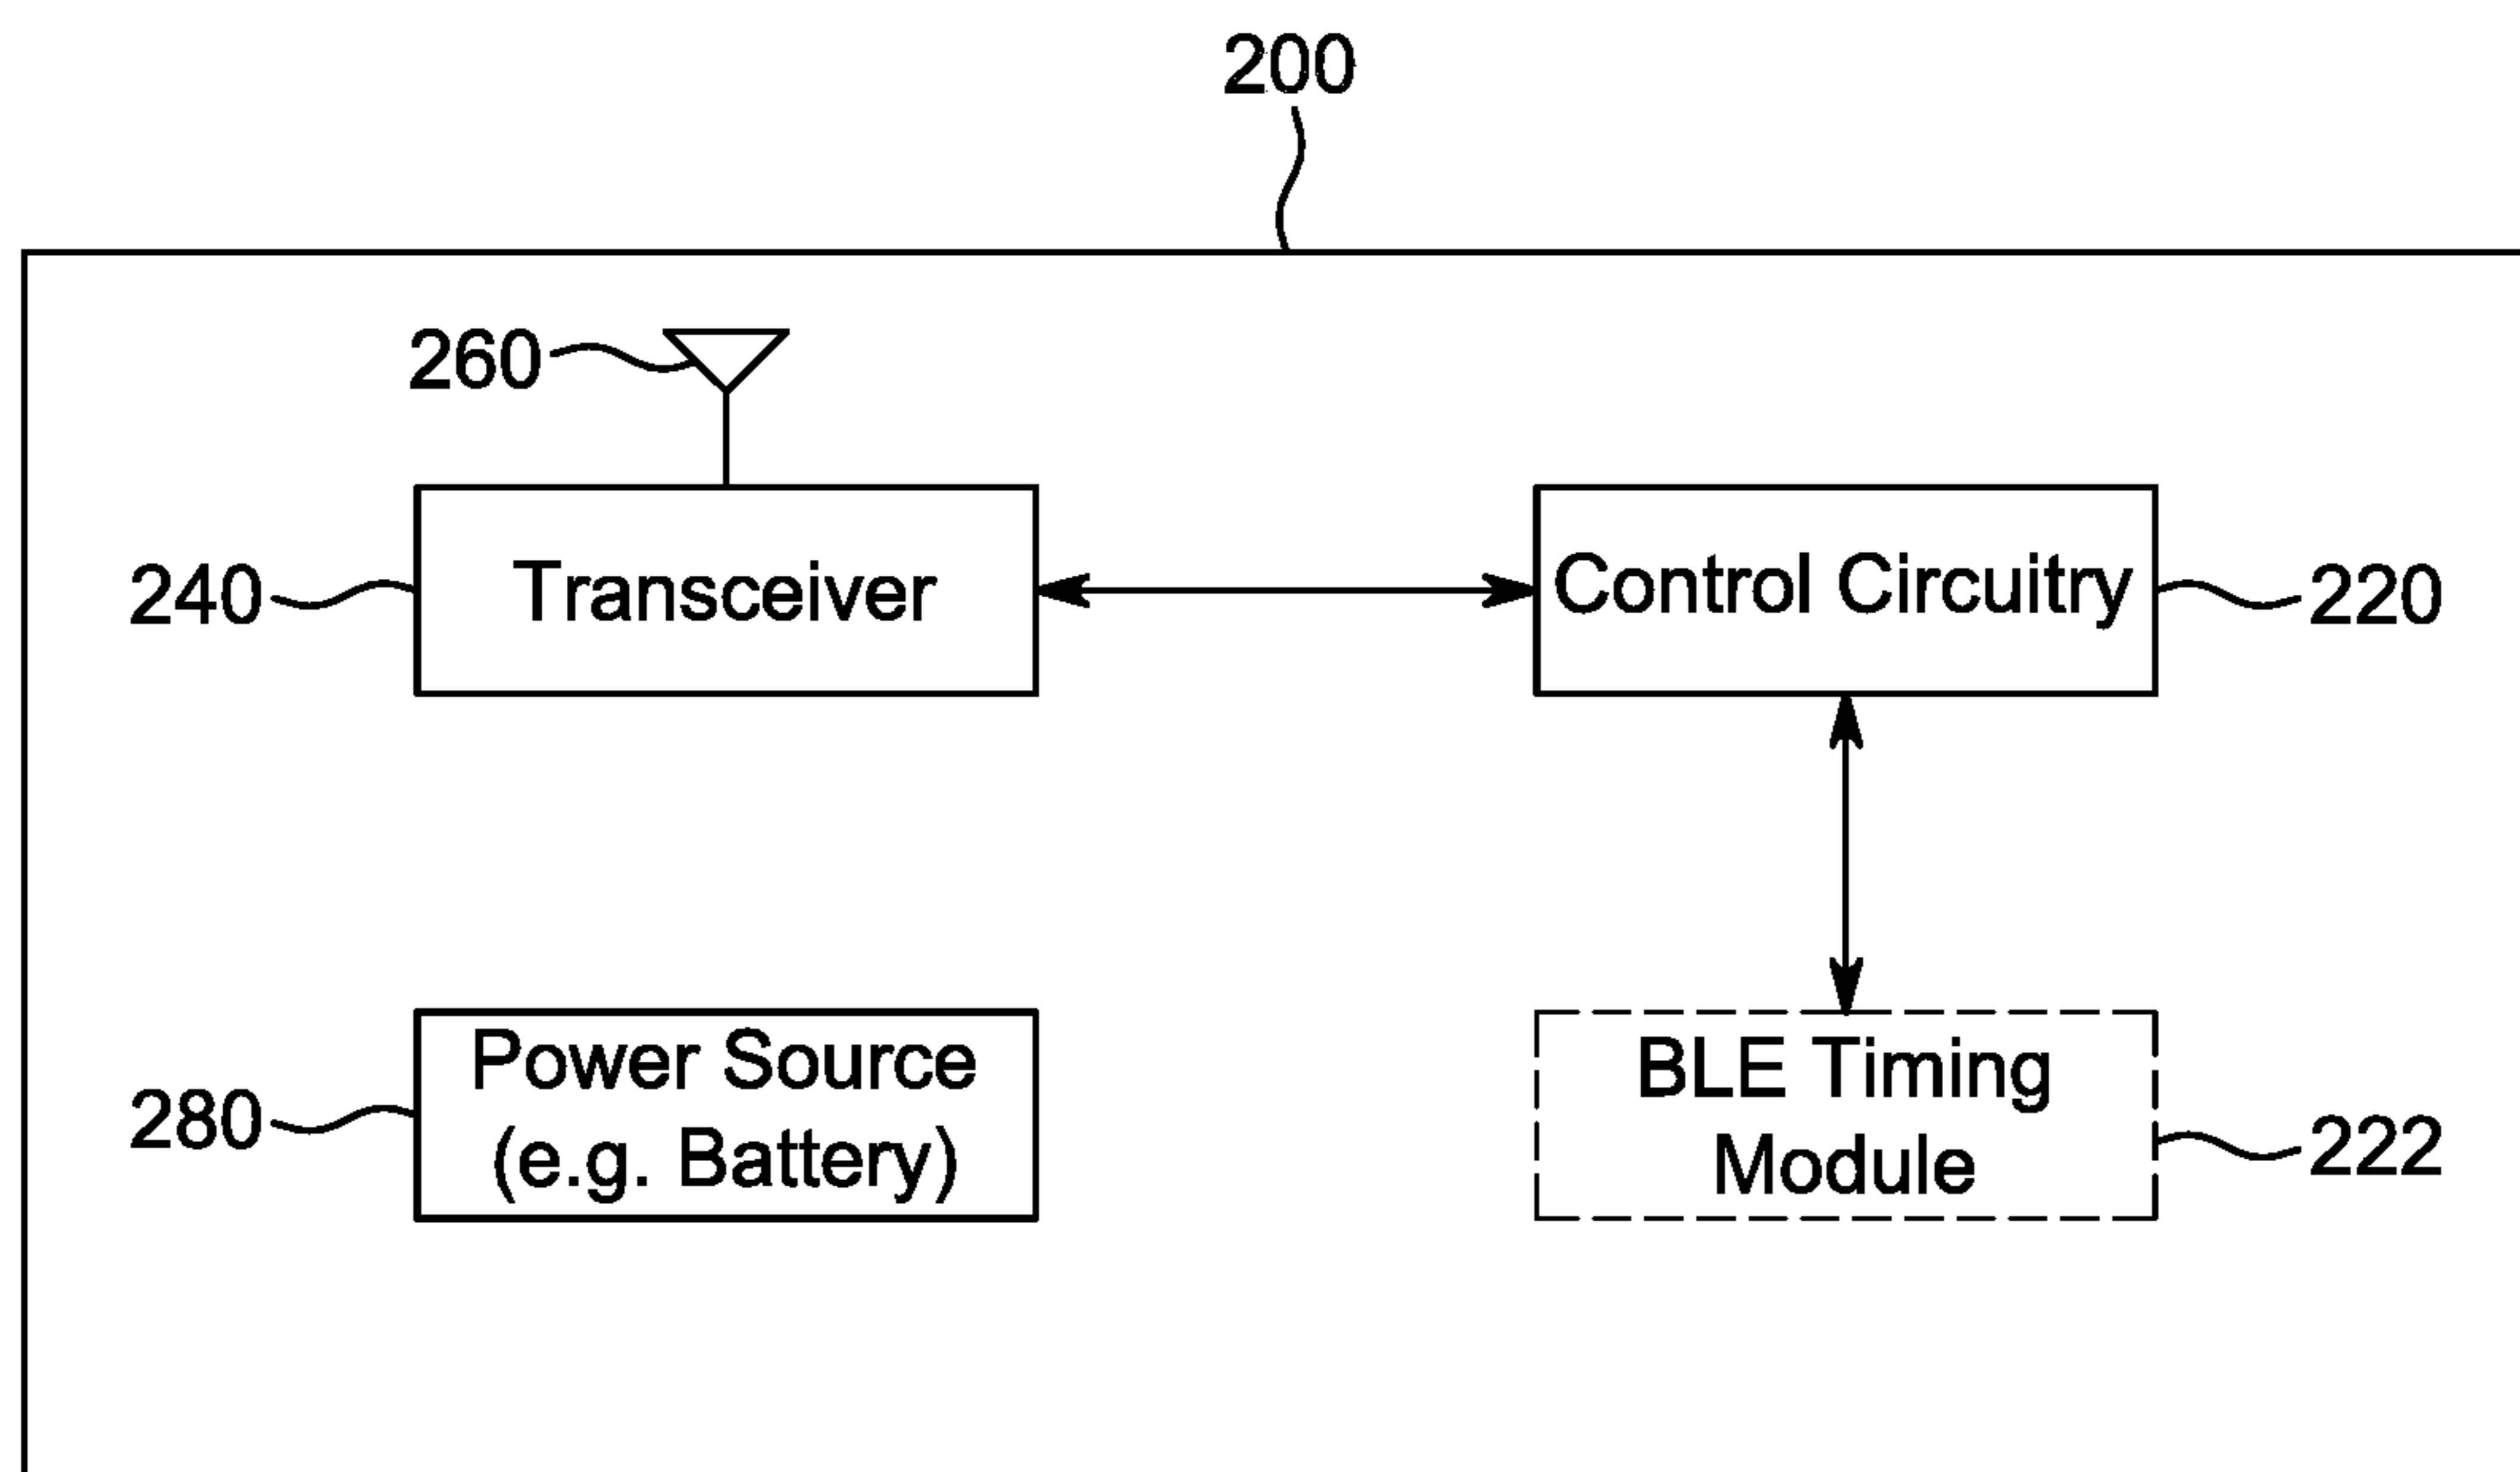 200
260
240
Transceiver
Control Circuitry
220
280
Power Source
(e.g. Battery)
BLE Timing
Module
222